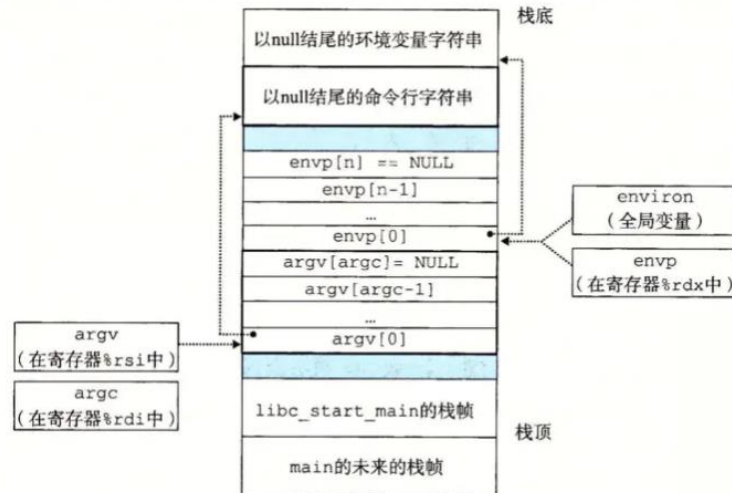 栈底
以null结尾的环境变量字符串
以null结尾的命令行字符串
envp[n] == NULL
envp[n-1]
…
envp[0]
argv[argc]= NULL
argv[argc-1]
…
argv[0]
environ
(全局变量)
envp
(在寄存器%rdx中)
argv
(在寄存器%rsi中)
argc
(在寄存器%rdi中)
libc_start_main的栈帧
栈顶
main的未来的栈帧